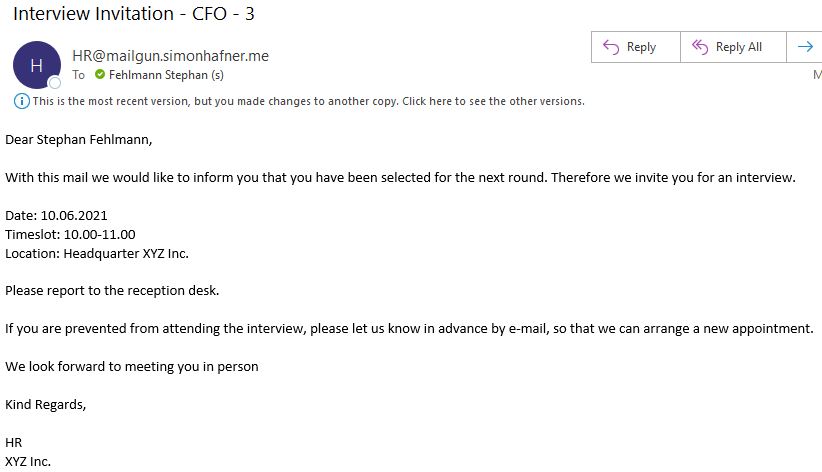 Interview Invitation - CFO - 3
H
HR@mailgun.simonhafner.me
To Fehlmann Stephan (s)
Reply
Reply All
M
This is the most recent version, but you made changes to another copy. Click here to see the other versions.
Dear Stephan Fehlmann,
With this mail we would like to inform you that you have been selected for the next round. Therefore we invite you for an interview.
Date: 10.06.2021
Timeslot: 10.00-11.00
Location: Headquarter XYZ Inc.
Please report to the reception desk.
If you are prevented from attending the interview, please let us know in advance by e-mail, so that we can arrange a new appointment.
We look forward to meeting you in person
Kind Regards,
HR
XYZ Inc.